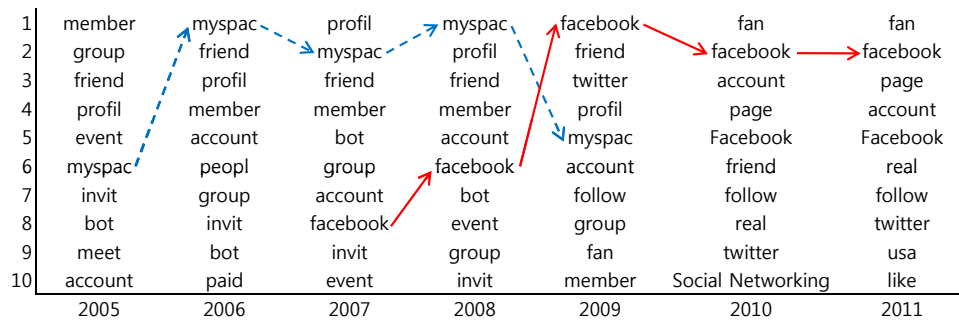 1 member myspac profil myspac facebook fan fan
2 group friend myspac profil friend facebook facebook
3 friend profil friend friend twitter account page
4 profil member member member profil page account
5 event account bot account myspac Facebook Facebook
6 myspac peopl group facebook account friend real
7 invit group account bot follow follow follow
8 bot invit facebook event group real twitter
9 meet bot invit group fan twitter usa
10 account paid event invit member Social Networking like
2005 2006 2007 2008 2009 2010 2011